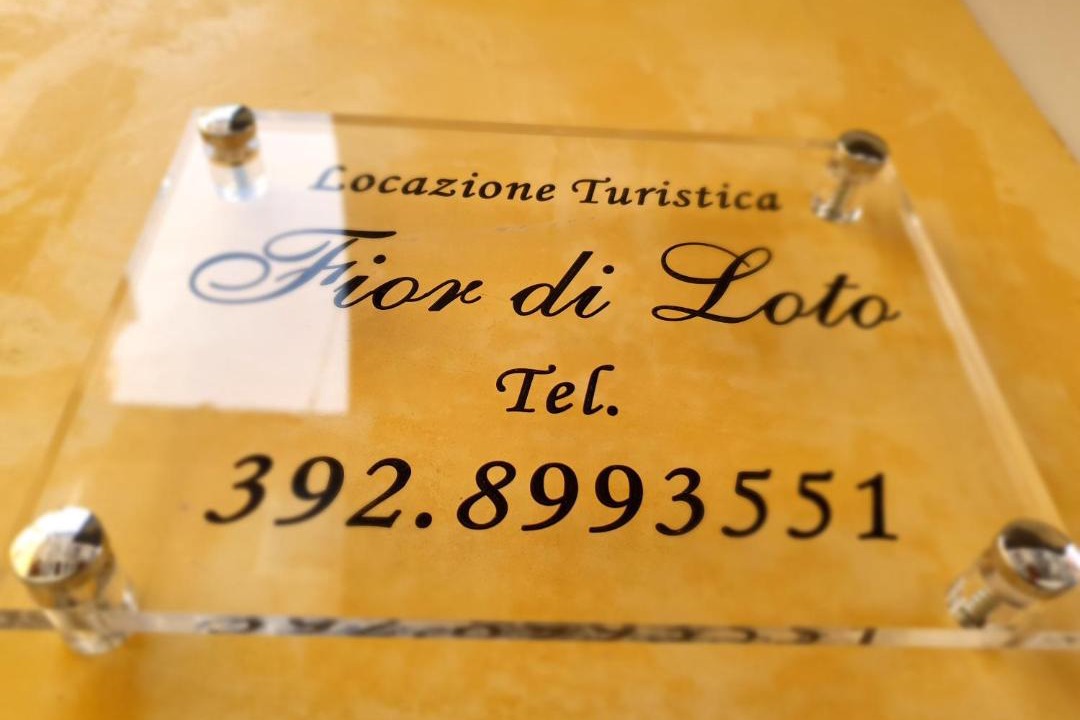 Locazione Turistica
Fior di Loto
Tel.
392.8993551